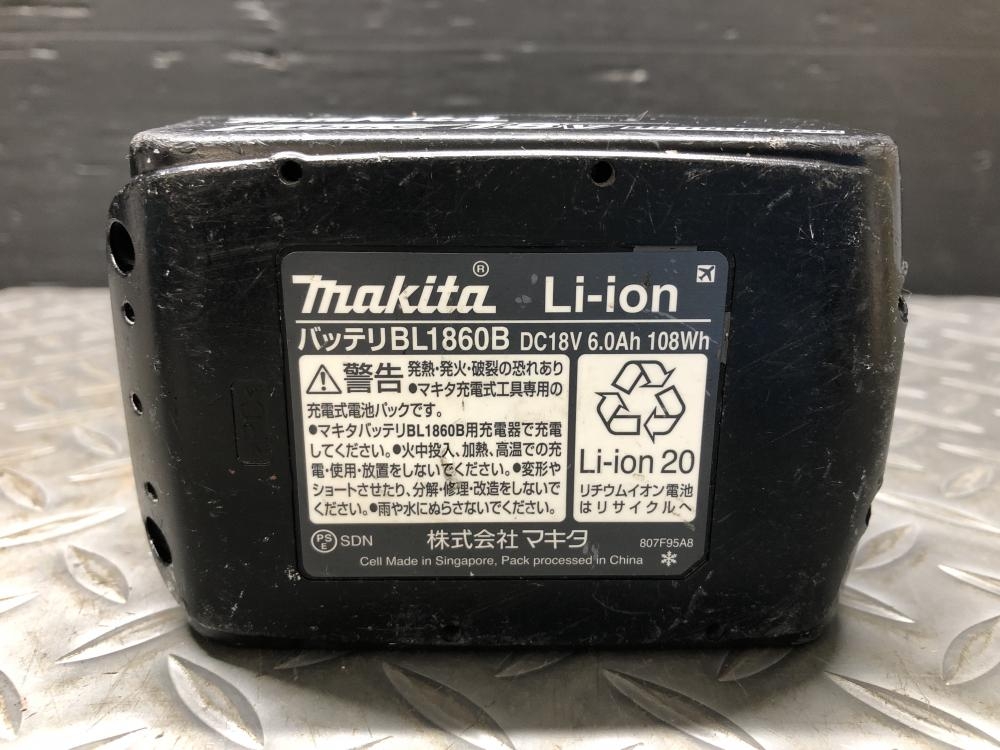 makita® Li-ion
バッテリBL1860B DC18V 6.0Ah 108Wh
警告 発熱・発火・破裂の恐れあり
●マキタ充電式工具専用の
充電式電池パックです。
●マキタバッテリBL1860B用充電器で充電
してください。●火中投入、加熱、高温での充
電・使用・放置をしないでください。●変形や
ショートさせたり、分解・修理・改造をしないで
ください。●雨や水にぬらさないでください。
Li-ion 20
リチウムイオン電池
はリサイクルへ
PS
E SDN 株式会社マキタ 807F95A8
Cell Made in Singapore, Pack processed in China